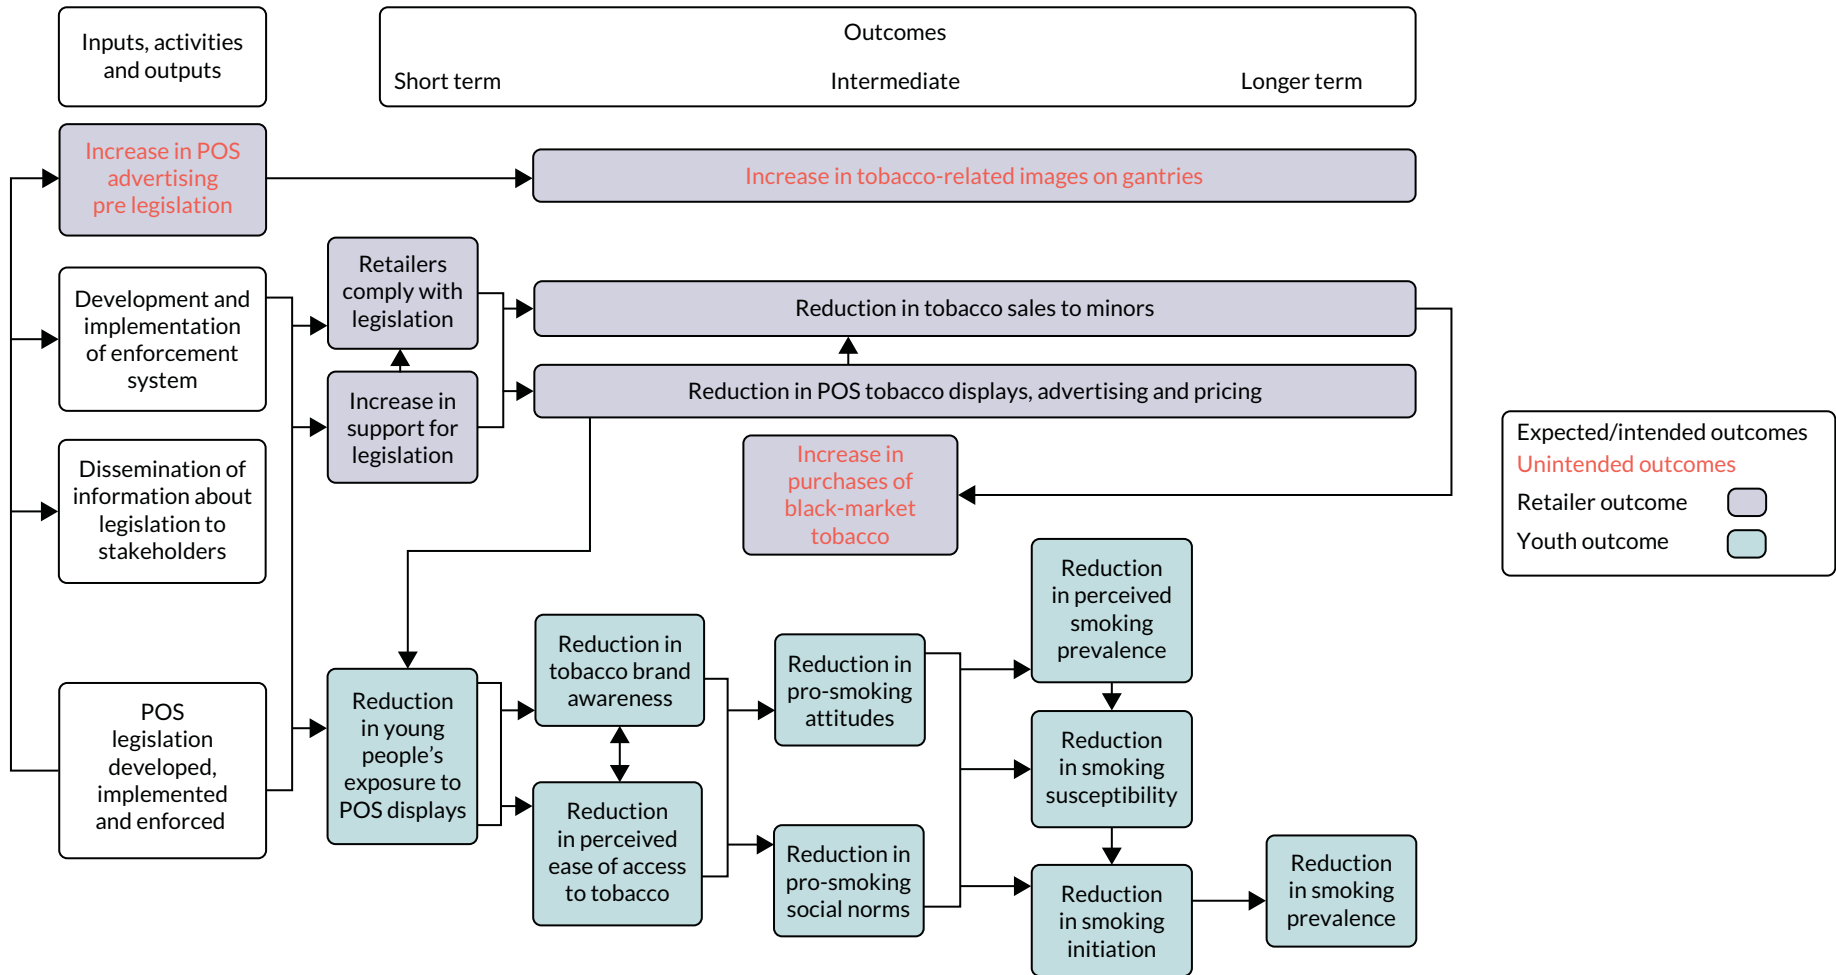 Inputs, activities
and outputs
Outcomes
Short term
Intermediate
Longer term
Increase in POS
advertising
pre legislation
Increase in tobacco-related images on gantries
Development and
implementation
of enforcement
system
Retailers
comply with
legislation
Reduction in tobacco sales to minors
Increase in
support for
legislation
Reduction in POS tobacco displays, advertising and pricing
Dissemination of
information about
legislation to
stakeholders
Increase in
purchases of
black-market
tobacco
Expected/intended outcomes
Unintended outcomes
Retailer outcome
Youth outcome
POS
legislation
developed,
implemented
and enforced
Reduction
in young
people's
exposure to
POS displays
Reduction in
tobacco brand
awareness
Reduction
in perceived
ease of access
to tobacco
Reduction in
pro-smoking
attitudes
Reduction in
pro-smoking
social norms
Reduction
in perceived
smoking
prevalence
Reduction
in smoking
susceptibility
Reduction
in smoking
initiation
Reduction
in smoking
prevalence